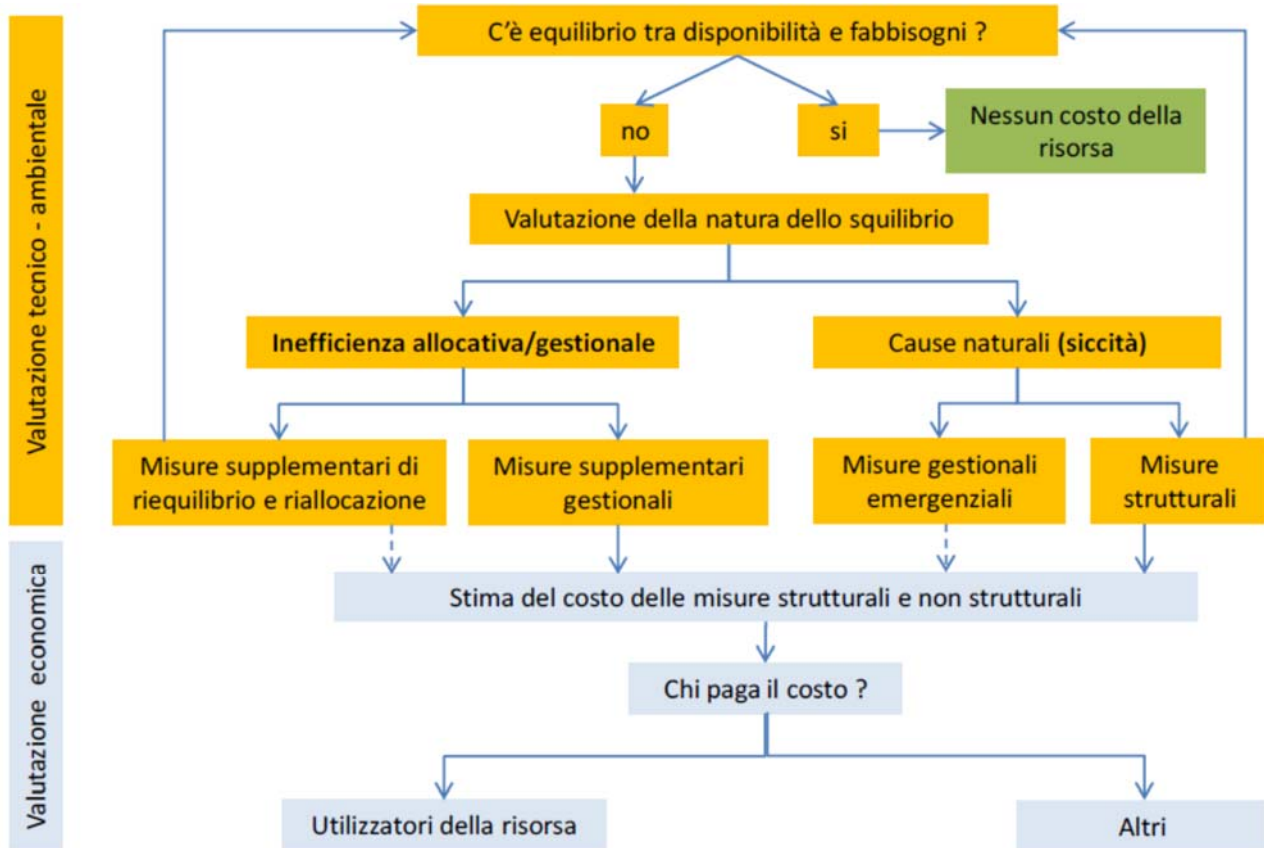 C’è equilibrio tra disponibilità e fabbisogni ?
no
si
Nessun costo della
risorsa
Valutazione della natura dello squilibrio
Inefficienza allocativa/gestionale
Cause naturali (siccità)
Misure supplementari di
riequilibrio e riallocazione
Misure supplementari
gestionali
Misure gestionali
emergenziali
Misure
strutturali
Valutazione tecnico - ambientale
Stima del costo delle misure strutturali e non strutturali
Chi paga il costo ?
Utilizzatori della risorsa
Altri
Valutazione economica